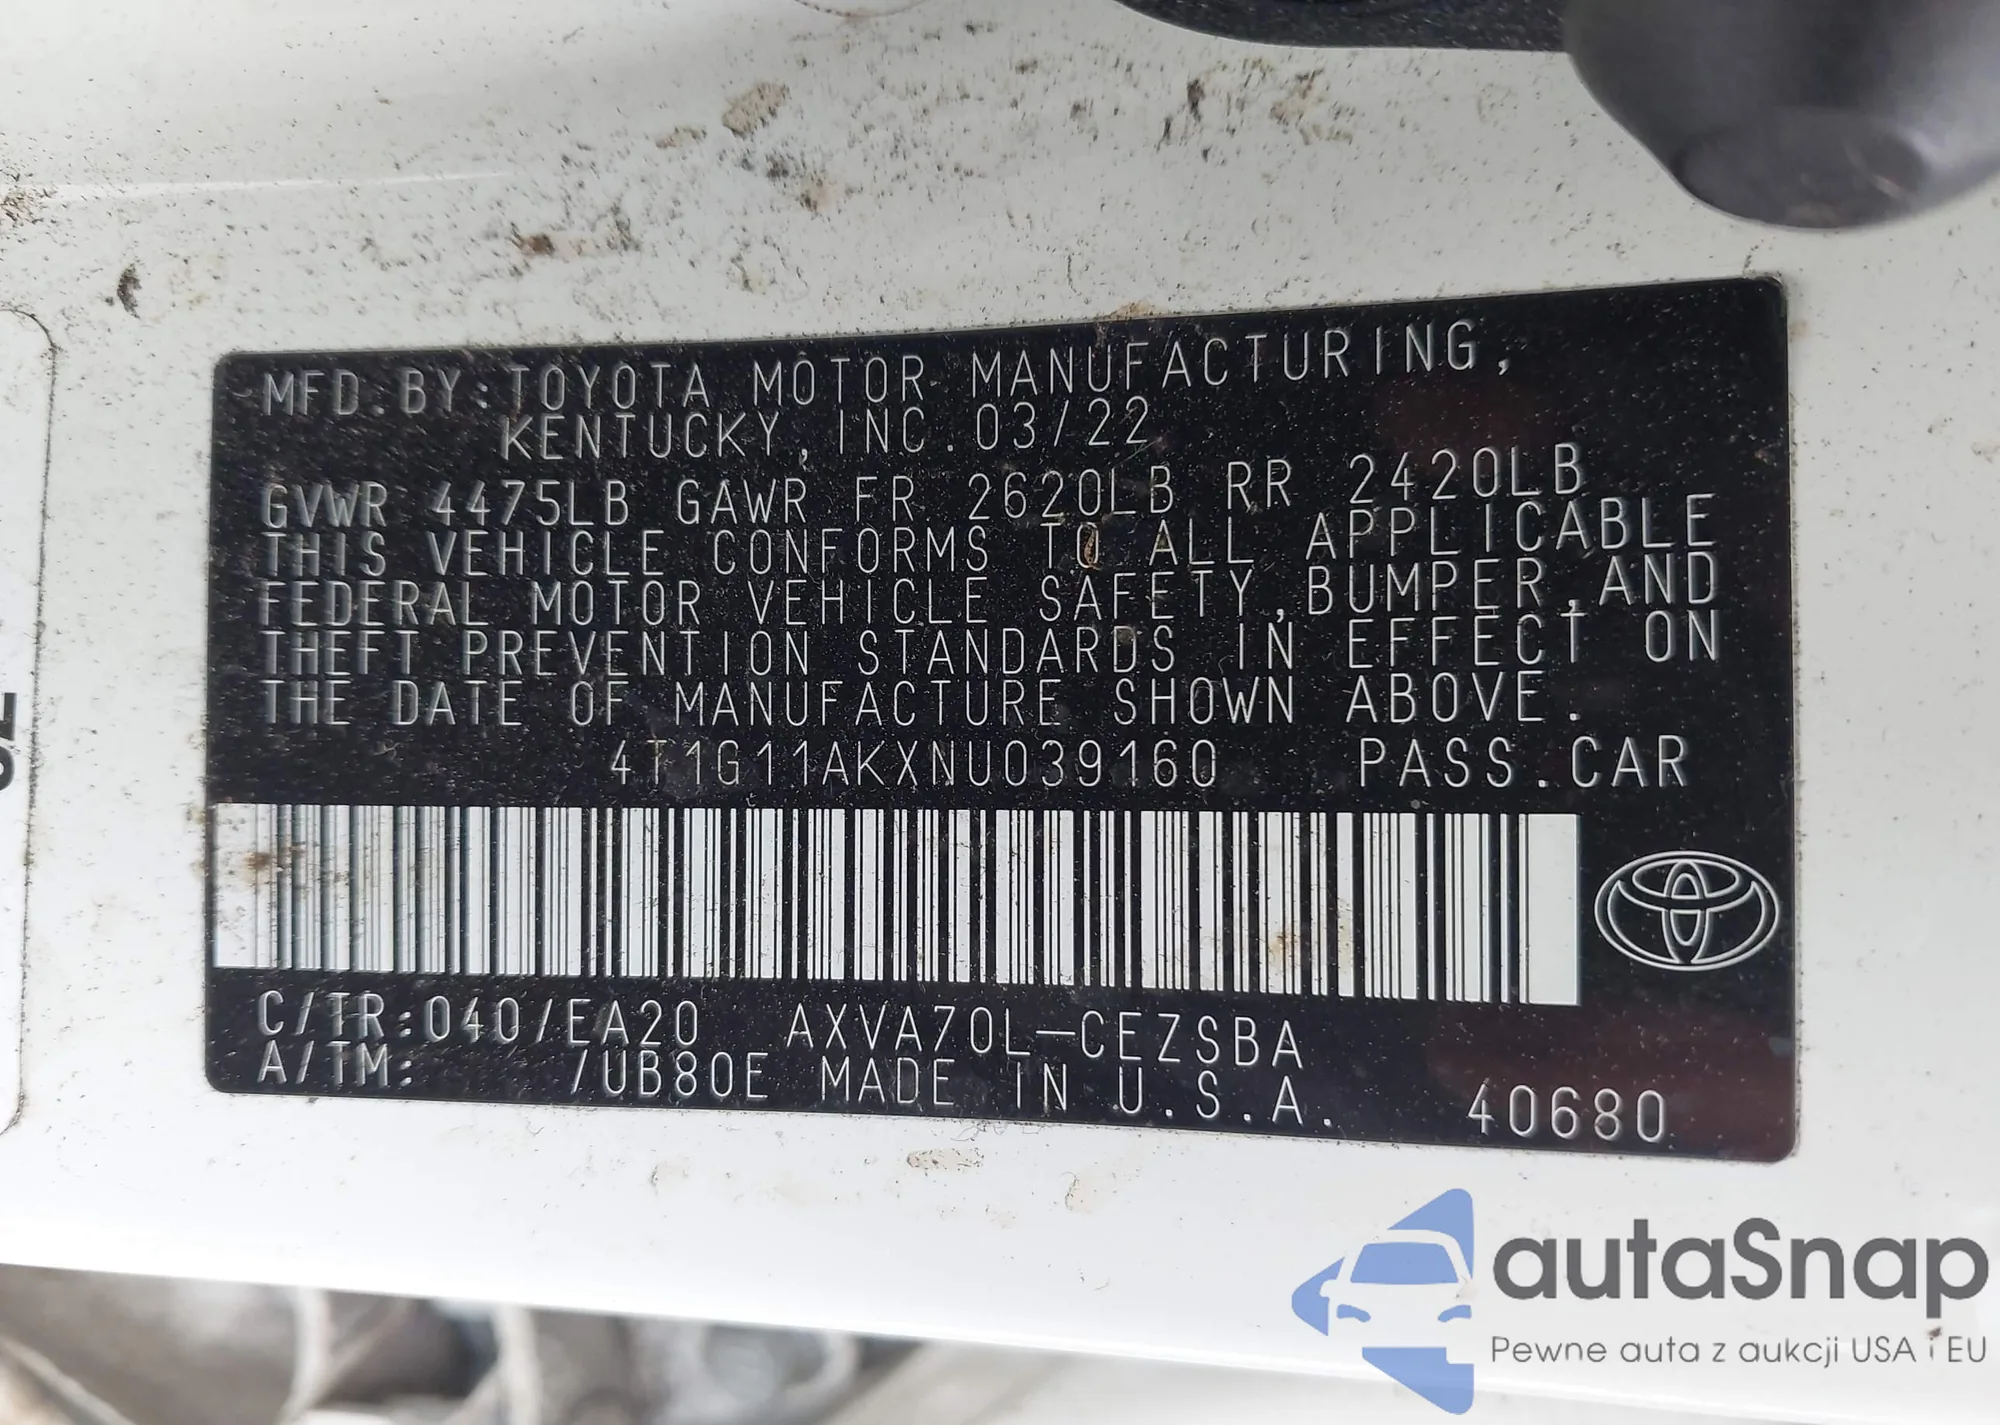 MFD.BY:TOYOTA MOTOR MANUFACTURING,
KENTUCKY, INC.03/22
GVWR 4475LB GAWR FR 2620LB RR 2420LB
THIS VEHICLE CONFORMS TO ALL APPLICABLE
FEDERAL MOTOR VEHICLE SAFETY,BUMPER,AND
THEFT PREVENTION STANDARDS IN EFFECT ON
THE DATE OF MANUFACTURE SHOWN ABOVE.
4T1G11AKXNU039160 PASS.CAR
C/TR:040/EA20 AXVA70L-CEZSBA
A/TM: /UB80E MADE IN U.S.A. 40680
autaSnap
Pewne auta z aukcji USA i EU